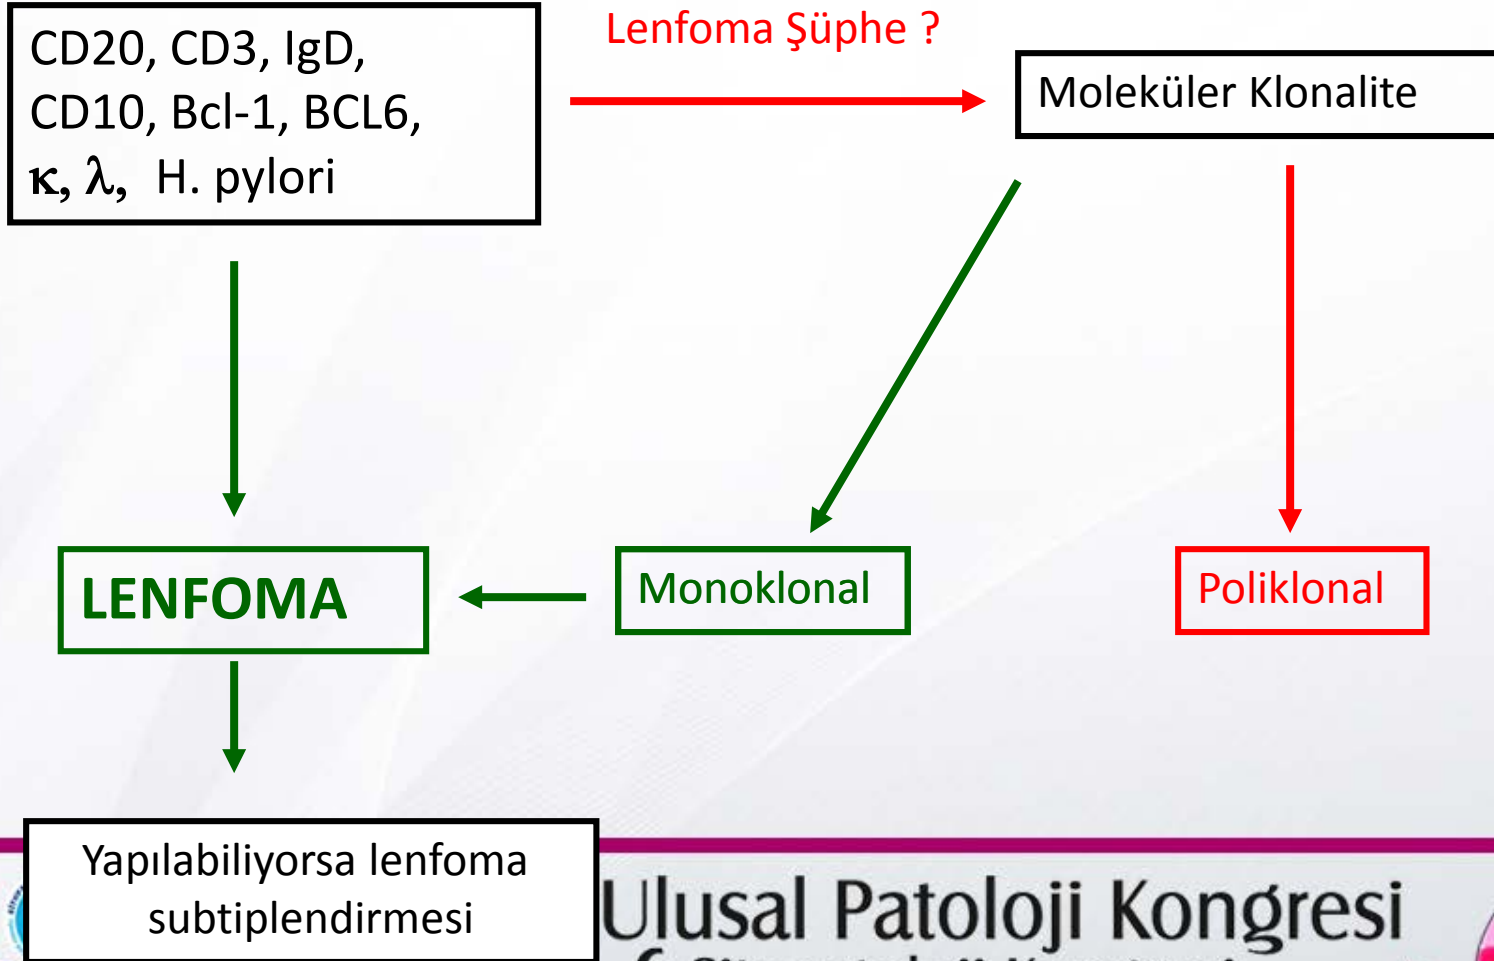 CD20, CD3, IgD,
CD10, Bcl-1, BCL6,
κ, λ, H. pylori
Lenfoma Şüphe ?
Moleküler Klonalite
LENFOMA
Monoklonal
Poliklonal
Yapılabiliyorsa lenfoma
subtiplendirmesi
Ulusal Patoloji Kongresi